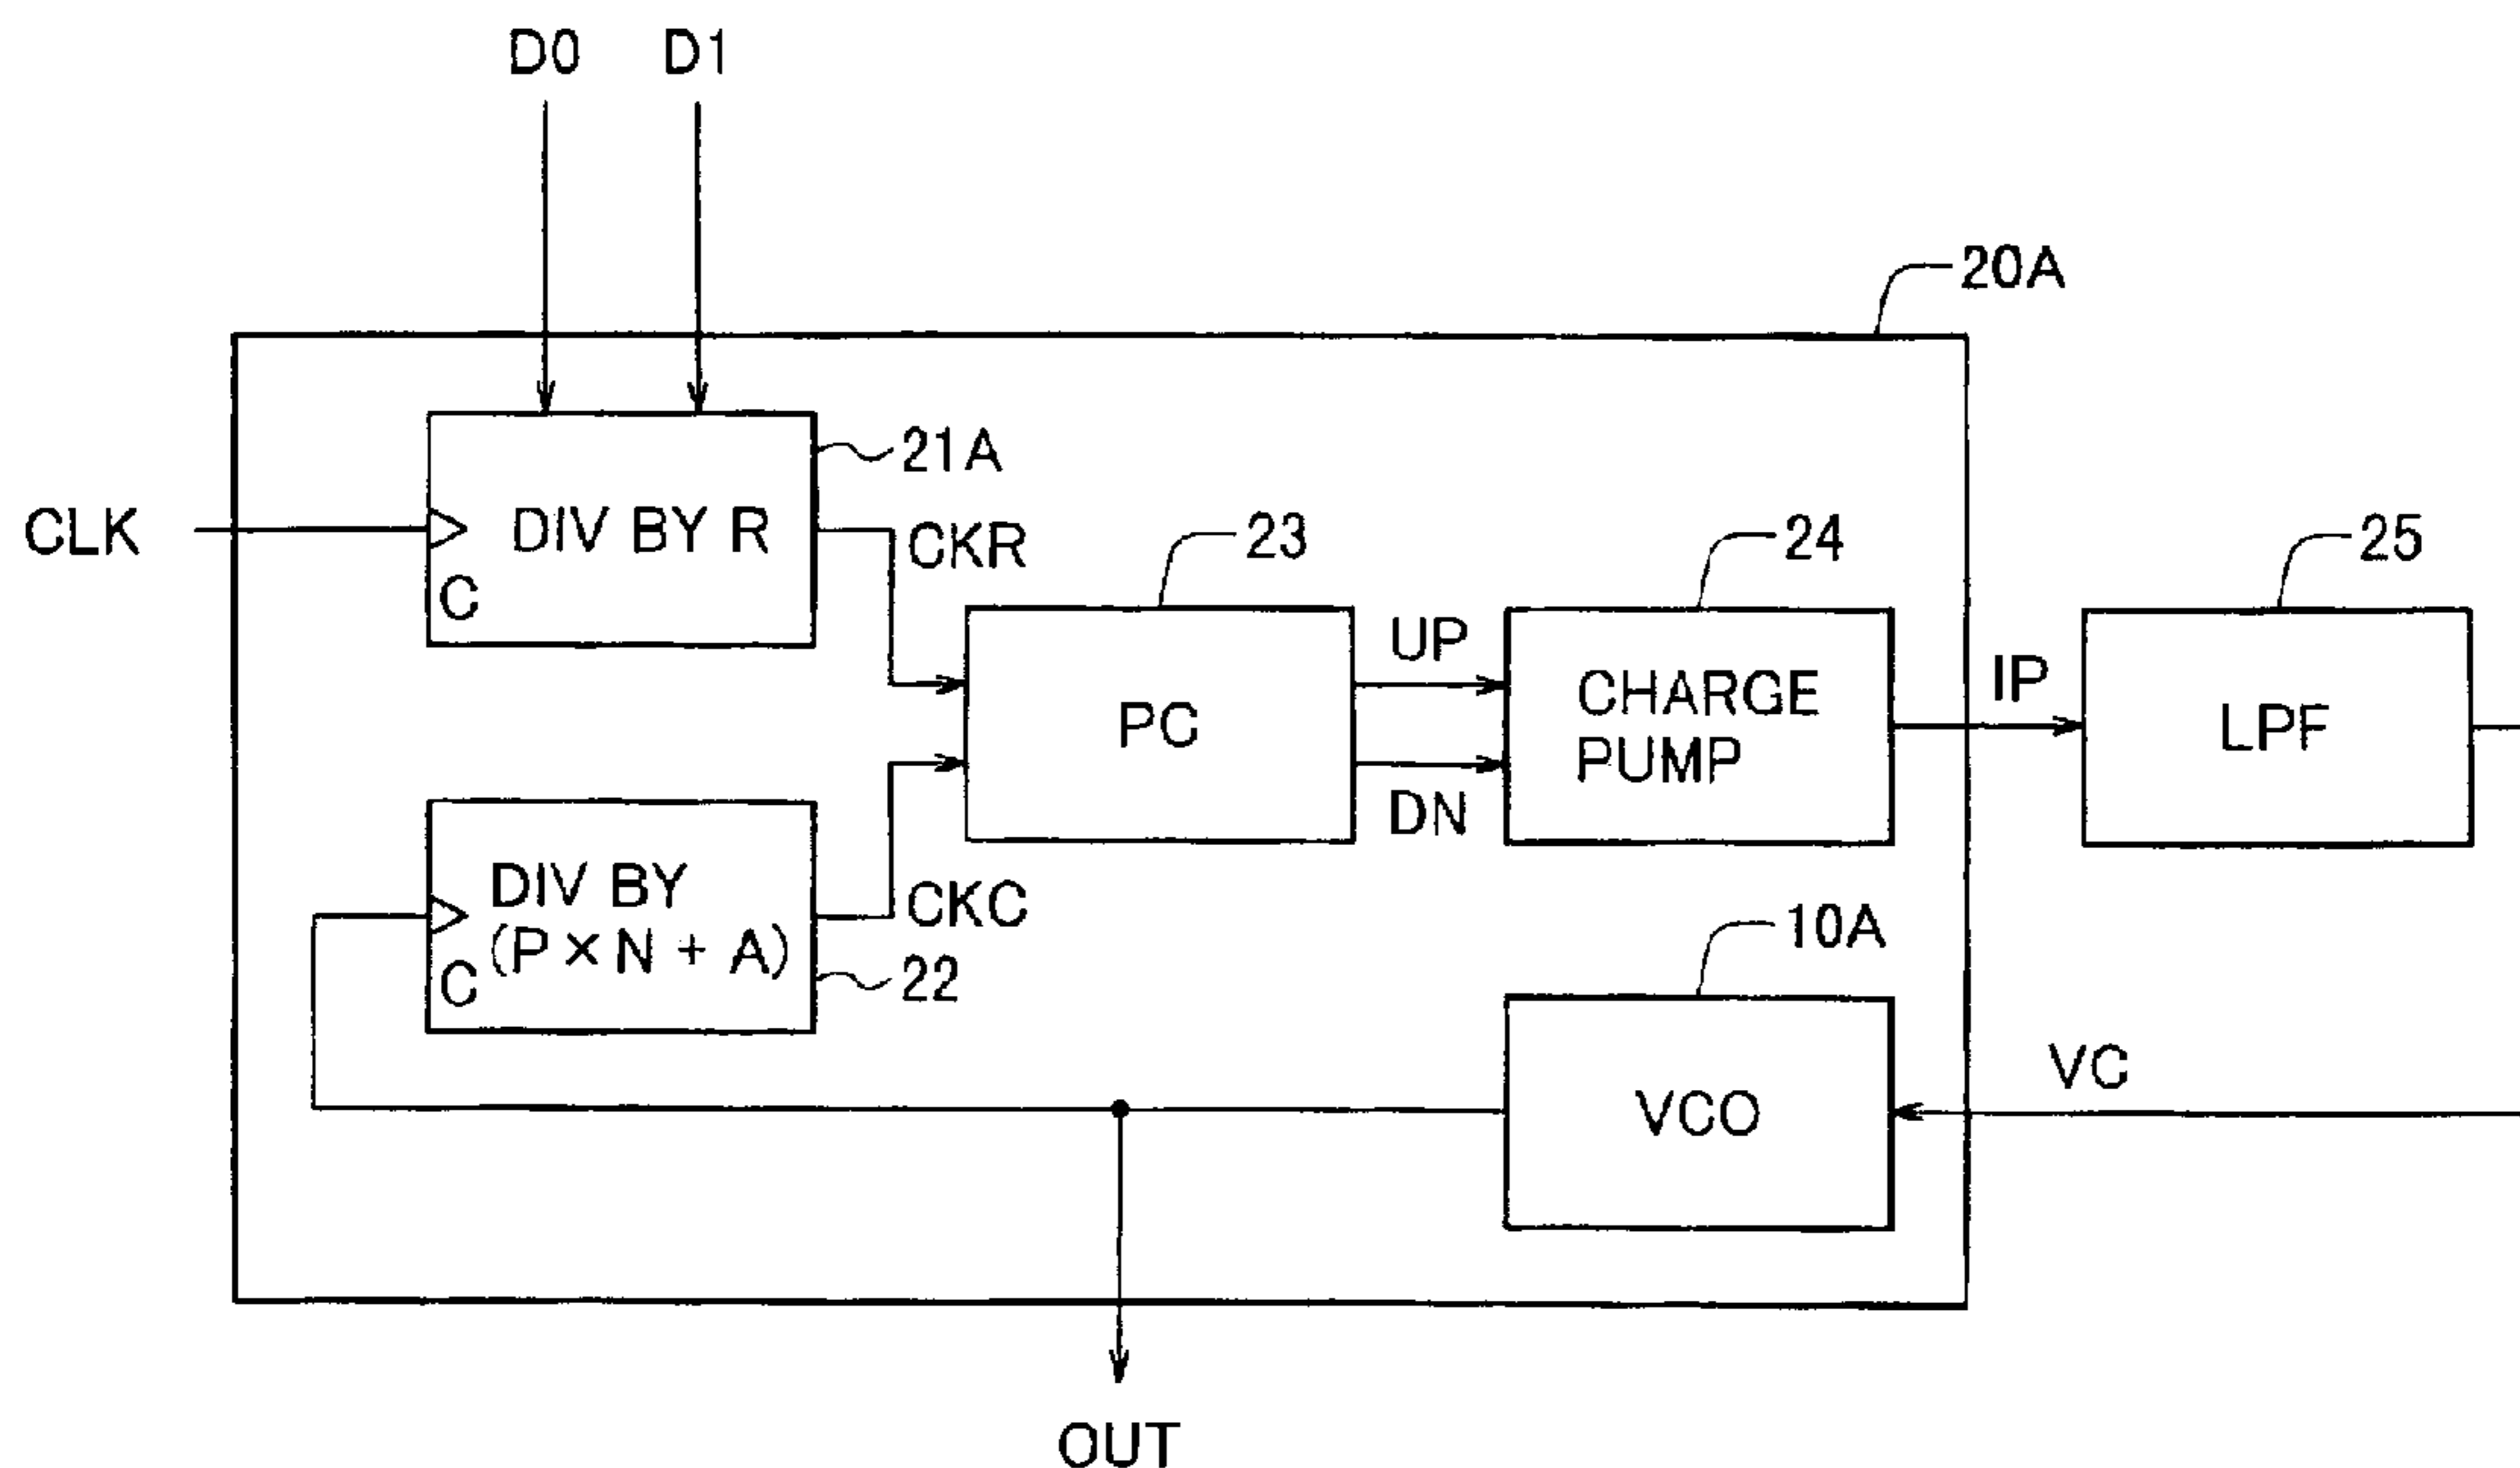 D0
D1
20A
21A
CLK
DIV BY R
C
CKR
23
24
25
UP
DN
PC
CHARGE
PUMP
IP
LPF
DIV BY
(P × N + A)
C
CKC
22
10A
VCO
VC
OUT